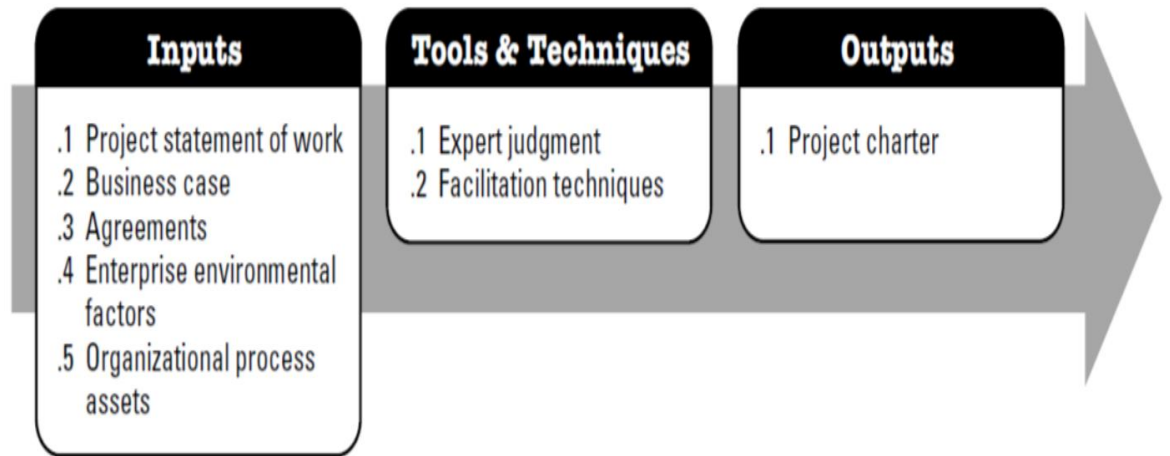 Inputs
.1 Project statement of work
.2 Business case
.3 Agreements
.4 Enterprise environmental
factors
.5 Organizational process
assets
Tools & Techniques
.1 Expert judgment
.2 Facilitation techniques
Outputs
.1 Project charter